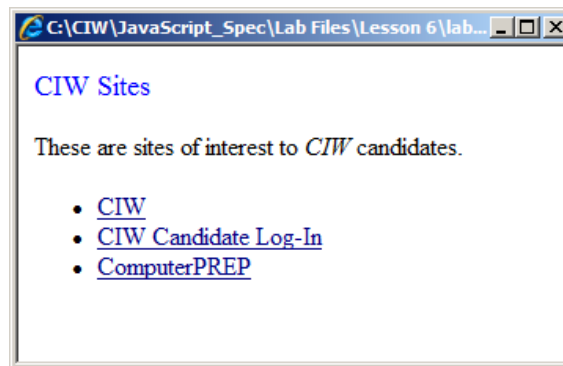 C:\CIW\JavaScript_Spec\Lab Files\Lesson 6\lab...
CIW Sites
These are sites of interest to CIW candidates.
CIW
CIW Candidate Log-In
ComputerPREP